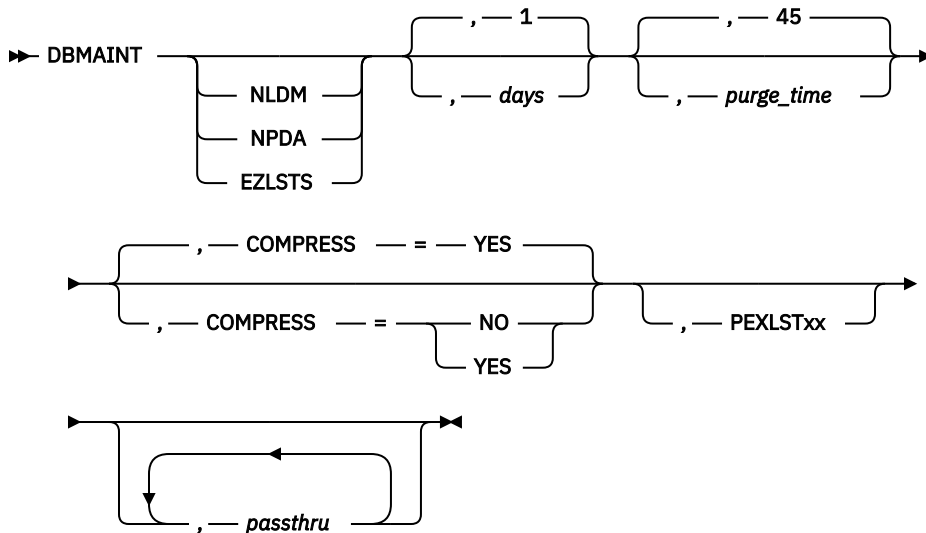 , 1 , 45
DBMAINT
NLDM , days , purge_time
NPDA
EZLSTS
, COMPRESS = YES
, COMPRESS = NO , PEXLSTxx
YES
, passthru